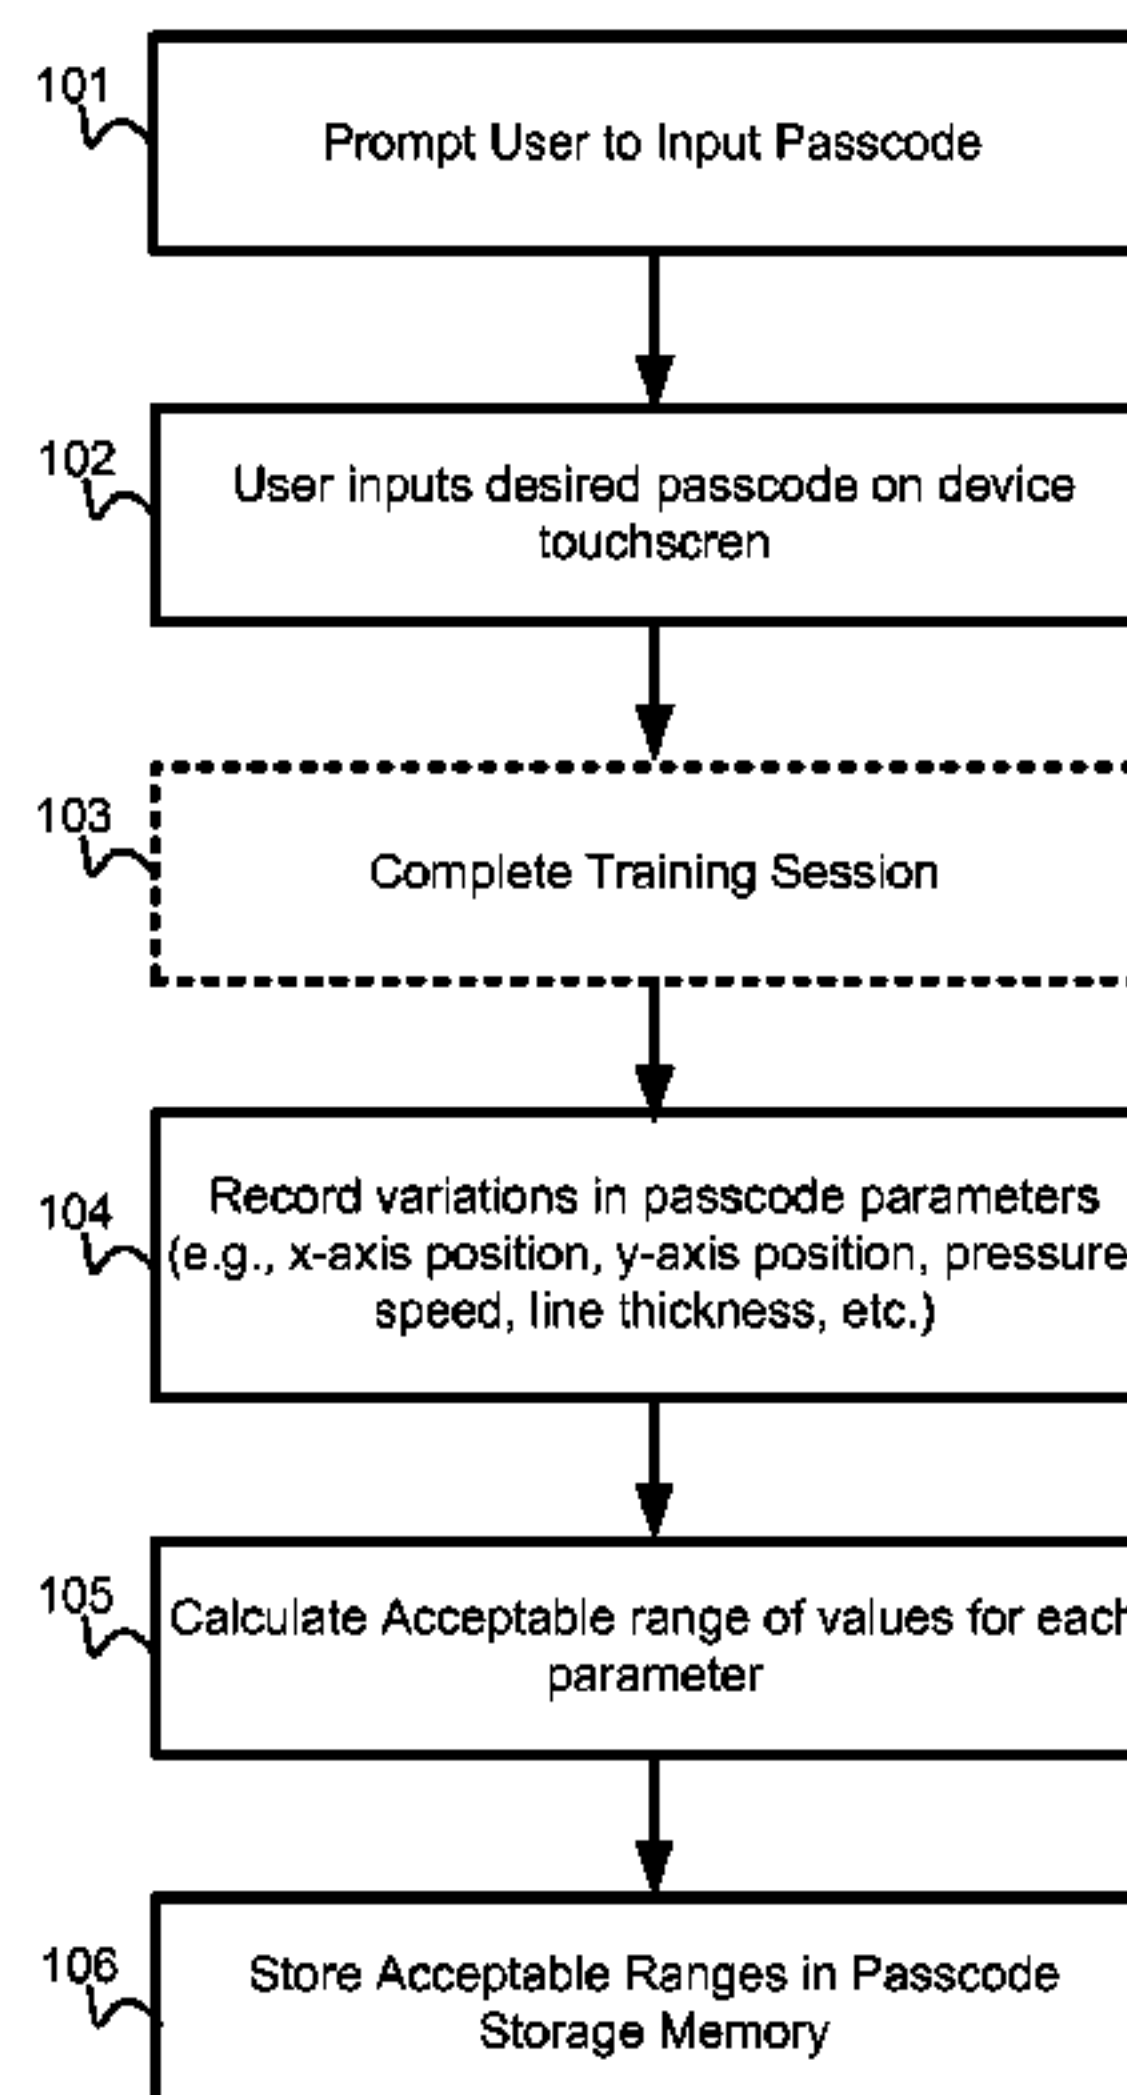 101
Prompt User to Input Passcode
102
User inputs desired passcode on device
touchscren
103
Complete Training Session
104
Record variations in passcode parameters
(e.g., x-axis position, y-axis position, pressure
speed, line thickness, etc.)
105
Calculate Acceptable range of values for each
parameter
106
Store Acceptable Ranges in Passcode
Storage Memory